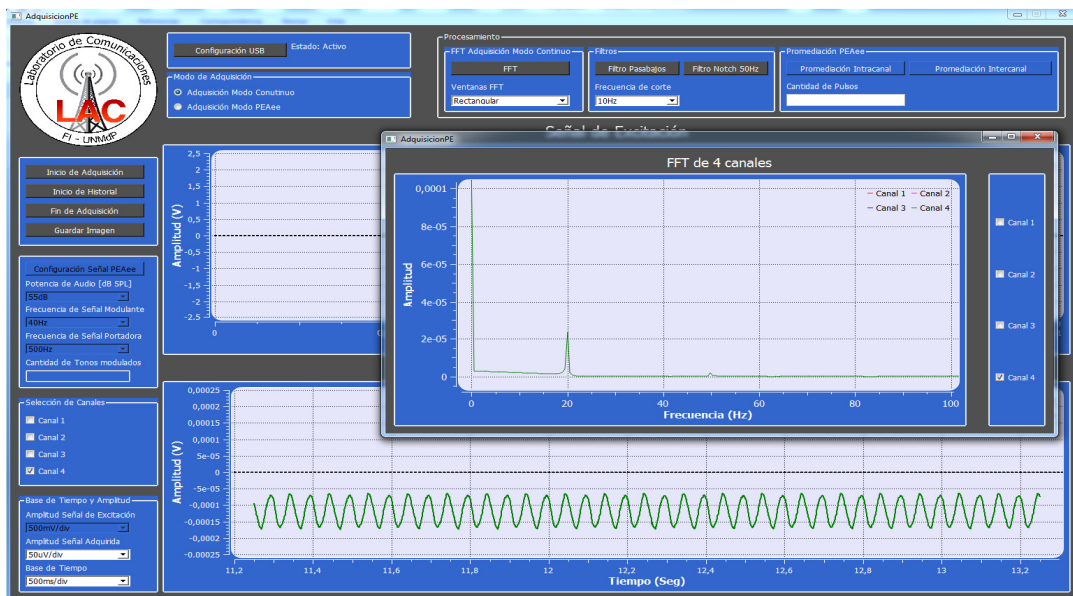 AdquisicionPE
Laboratorio de Comunicaciones
LAC
FI - UNMdP
Configuración USB
Estado: Activo
Modo de Adquisición
Adquisición Modo Conutinuo
Adquisición Modo PEAee
Procesamiento
FFT Adquisición Modo Continuo
FFT
Ventanas FFT
Rectangular
Filtros
Filtro Pasabajos
Filtro Notch 50Hz
Frecuencia de corte
10Hz
Promediación PEAee
Promediación Intracanal
Promediación Intercanal
Cantidad de Pulsos
Inicio de Adquisición
Inicio de Historial
Fin de Adquisición
Guardar Imagen
Configuración Señal PEAee
Potencia de Audio [dB SPL]
55dB
Frecuencia de Señal Modulante
40Hz
Frecuencia de Señal Portadora
500Hz
Cantidad de Tonos modulados
Selección de Canales
Canal 1
Canal 2
Canal 3
Canal 4
Base de Tiempo y Amplitud
Amplitud Señal de Excitación
500mV/div
Amplitud Señal Adquirida
50uV/div
Base de Tiempo
500ms/div
Señal de Excitación
Amplitud (V)
2,5
2
1,5
1
0,5
0
-0,5
-1
-1,5
-2
-2.5
0
AdquisicionPE
FFT de 4 canales
Amplitud
0,0001
8e-05
6e-05
4e-05
2e-05
0
0 20 40 60 80 100
Frecuencia (Hz)
Canal 1 Canal 2
Canal 3 Canal 4
Canal 1
Canal 2
Canal 3
Canal 4
Amplitud (V)
0,00025
0,0002
0,00015
0,0001
5e-05
0
-5e-05
-0,0001
-0,00015
-0,0002
-0.00025
11,2 11,4 11,6 11,8 12 12,2 12,4 12,6 12,8 13 13,2
Tiempo (Seg)